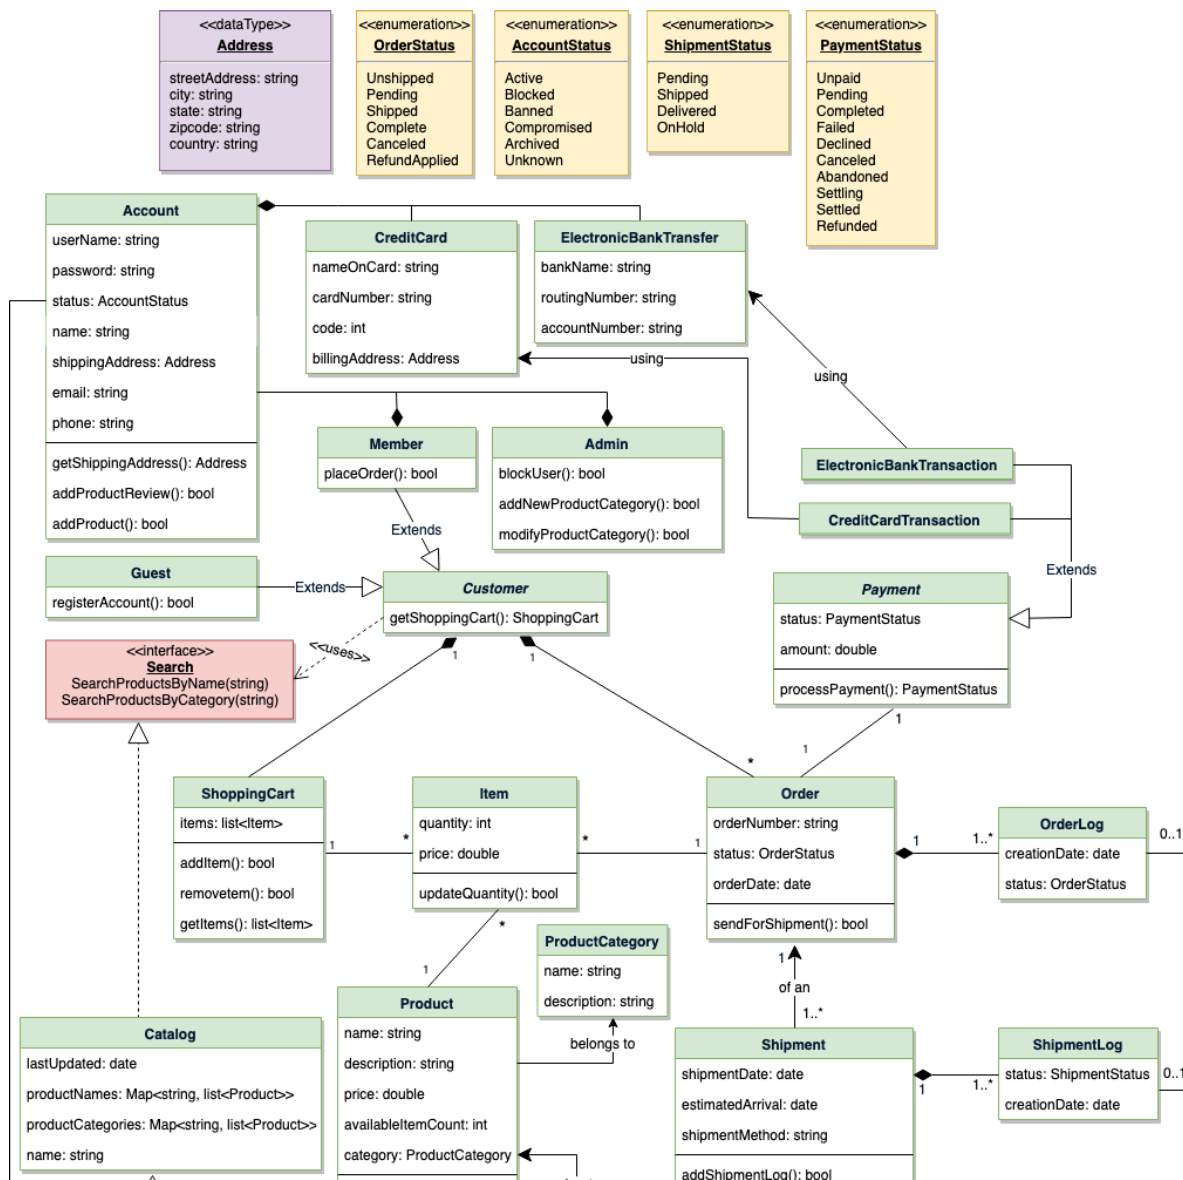 <<dataType>>
Address
streetAddress: string
city: string
state: string
zipcode: string
country: string
<<enumeration>>
OrderStatus
Unshipped
Pending
Shipped
Complete
Canceled
RefundApplied
<<enumeration>>
AccountStatus
Active
Blocked
Banned
Compromised
Archived
Unknown
<<enumeration>>
ShipmentStatus
Pending
Shipped
Delivered
OnHold
<<enumeration>>
PaymentStatus
Unpaid
Pending
Completed
Failed
Declined
Canceled
Abandoned
Settling
Settled
Refunded
Account
userName: string
password: string
status: AccountStatus
name: string
shippingAddress: Address
email: string
phone: string
getShippingAddress(): Address
addProductReview(): bool
addProduct(): bool
CreditCard
nameOnCard: string
cardNumber: string
code: int
billingAddress: Address
ElectronicBankTransfer
bankName: string
routingNumber: string
accountNumber: string
using
using
Member
placeOrder(): bool
Admin
blockUser(): bool
addNewProductCategory(): bool
modifyProductCategory(): bool
ElectronicBankTransaction
CreditCardTransaction
Extends
Extends
Guest
registerAccount(): bool
Extends
Customer
getShoppingCart(): ShoppingCart
Payment
status: PaymentStatus
amount: double
processPayment(): PaymentStatus
<<interface>>
Search
SearchProductsByName(string)
SearchProductsByCategory(string)
<<uses>>
1
1
1
1
*
ShoppingCart
items: list<Item>
addItem(): bool
removetem(): bool
getItems(): list<Item>
1
*
Item
quantity: int
price: double
updateQuantity(): bool
*
1
Order
orderNumber: string
status: OrderStatus
orderDate: date
sendForShipment(): bool
1
1..*
OrderLog
creationDate: date
status: OrderStatus
0..1
*
1
ProductCategory
name: string
description: string
belongs to
1
of an
1..*
Catalog
lastUpdated: date
productNames: Map<string, list<Product>>
productCategories: Map<string, list<Product>>
name: string
Product
name: string
description: string
price: double
availableItemCount: int
category: ProductCategory
Shipment
shipmentDate: date
estimatedArrival: date
shipmentMethod: string
addShipmentLog(): bool
1
1..*
ShipmentLog
status: ShipmentStatus
creationDate: date
0..1